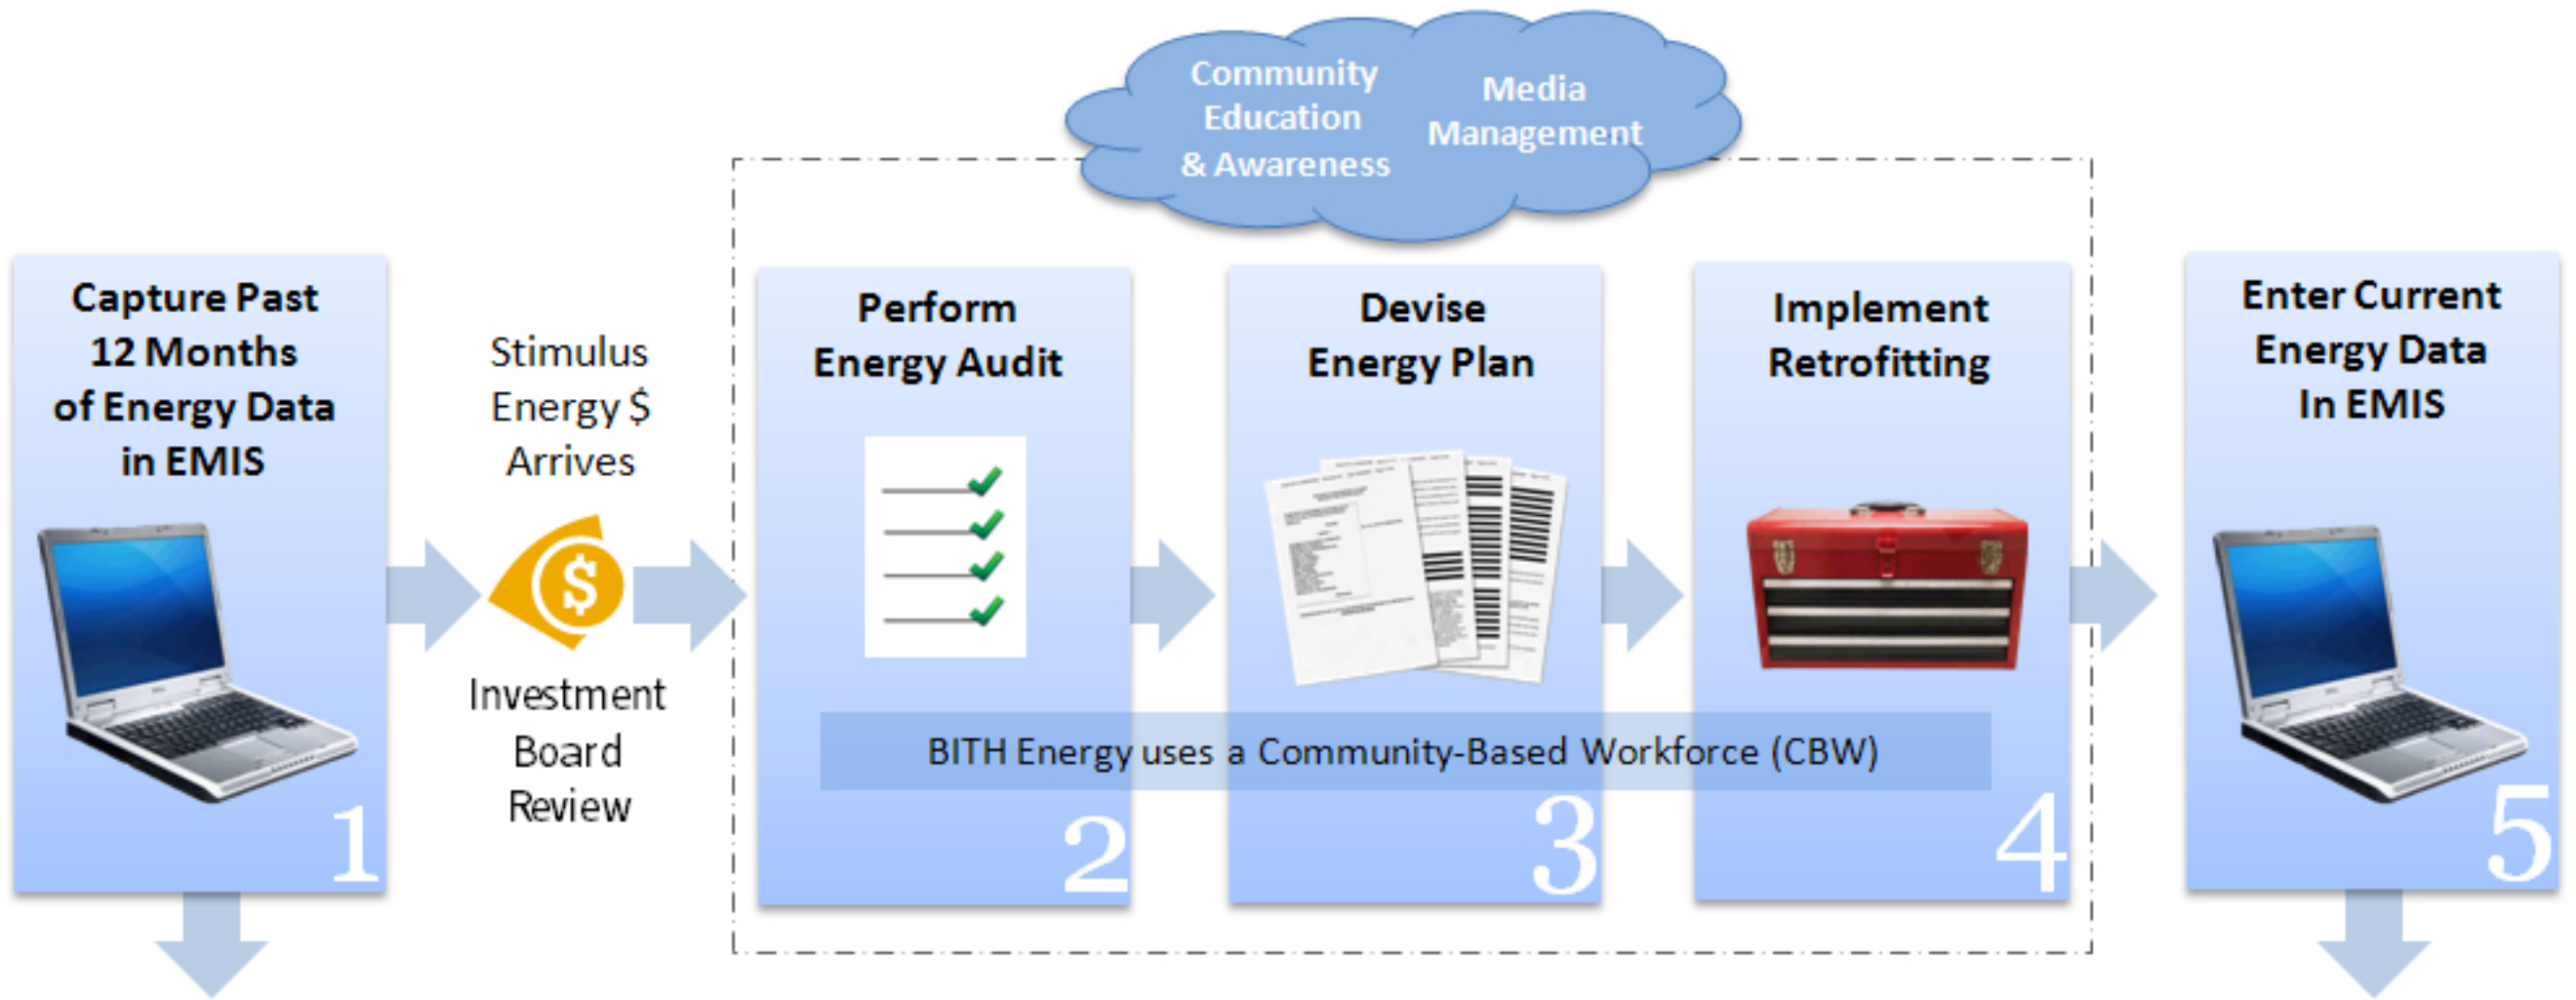 Community
Education
& Awareness
Media
Management
Capture Past
12 Months
of Energy Data
in EMIS
1
Stimulus
Energy $
Arrives
$
Investment
Board
Review
Perform
Energy Audit
2
Devise
Energy Plan
3
Implement
Retrofitting
4
BITH Energy uses a Community-Based Workforce (CBW)
Enter Current
Energy Data
In EMIS
5